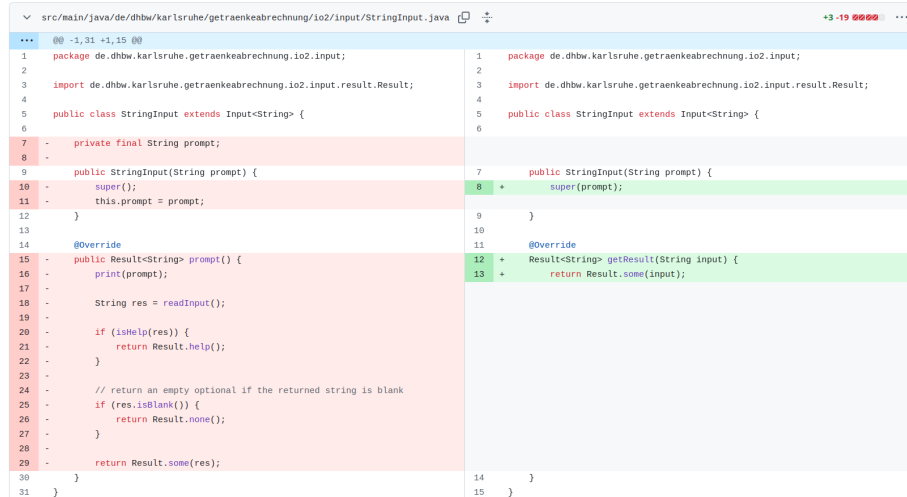 src/main/java/de/dhbw/karlsruhe/getraenkeabrechnung/io2/input/StringInput.java +3 -19
... @@ -1,31 +1,15 @@
1 package de.dhbw.karlsruhe.getraenkeabrechnung.io2.input;
2
3 import de.dhbw.karlsruhe.getraenkeabrechnung.io2.input.result.Result;
4
5 public class StringInput extends Input<String> {
6
7 - private final String prompt;
8 -
9 public StringInput(String prompt) {
10 - super();
11 - this.prompt = prompt;
12 }
13
14 @Override
15 - public Result<String> prompt() {
16 - print(prompt);
17 -
18 - String res = readInput();
19 -
20 - if (isHelp(res)) {
21 - return Result.help();
22 - }
23 -
24 - // return an empty optional if the returned string is blank
25 - if (res.isBlank()) {
26 - return Result.none();
27 - }
28 -
29 - return Result.some(res);
30 }
31 }
1 package de.dhbw.karlsruhe.getraenkeabrechnung.io2.input;
2
3 import de.dhbw.karlsruhe.getraenkeabrechnung.io2.input.result.Result;
4
5 public class StringInput extends Input<String> {
6
7 public StringInput(String prompt) {
8 + super(prompt);
9 }
10
11 @Override
12 + Result<String> getResult(String input) {
13 + return Result.some(input);
14 }
15 }